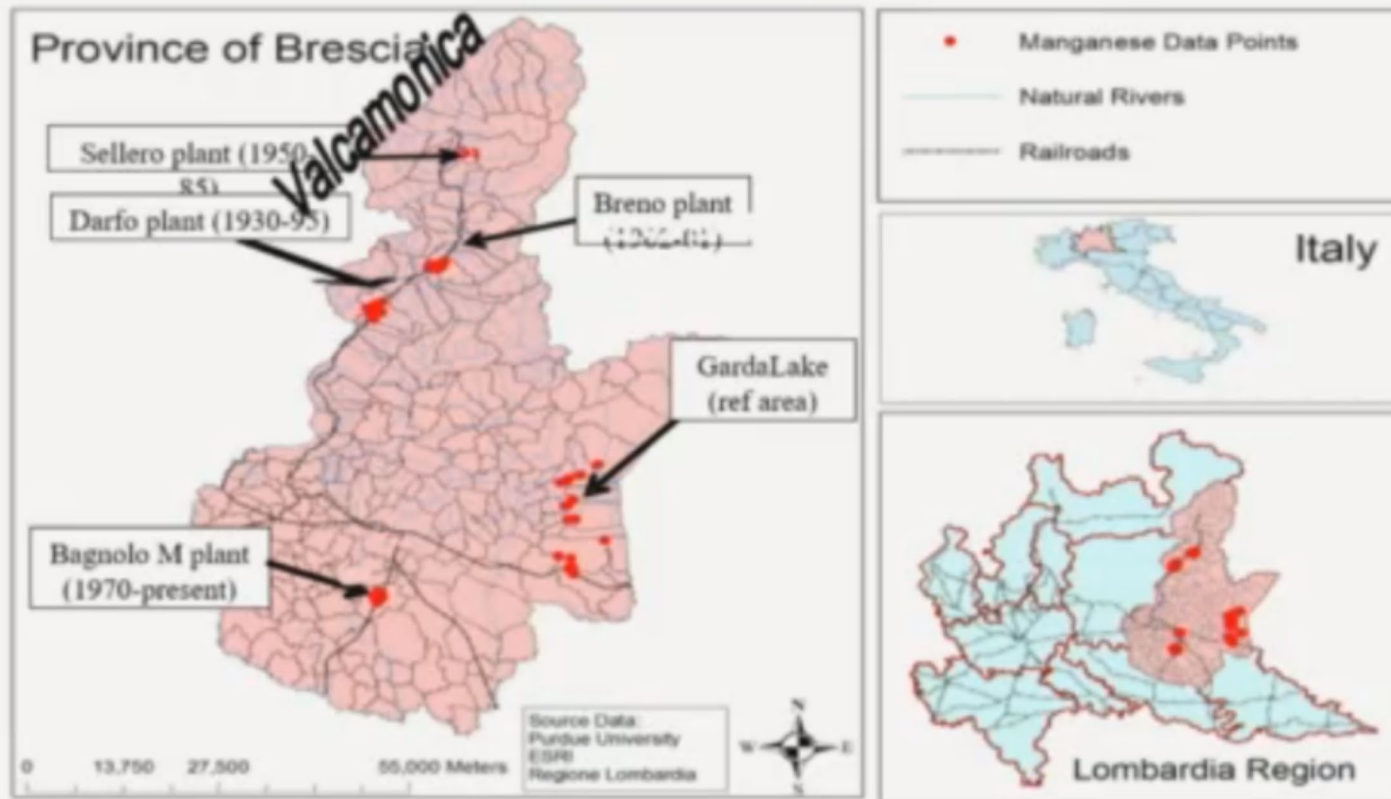 Province of Brescia
Valcamonica
Sellero plant (1950-
85)
Darfo plant (1930-95)
Breno plant
GardaLake
(ref area)
Bagnolo M plant
(1970-present)
Source Data:
Purdue University
ESRI
Regione Lombardia
N
W
E
S
0
13,750
27,500
55,000 Meters
Manganese Data Points
Natural Rivers
Railroads
Italy
Lombardia Region